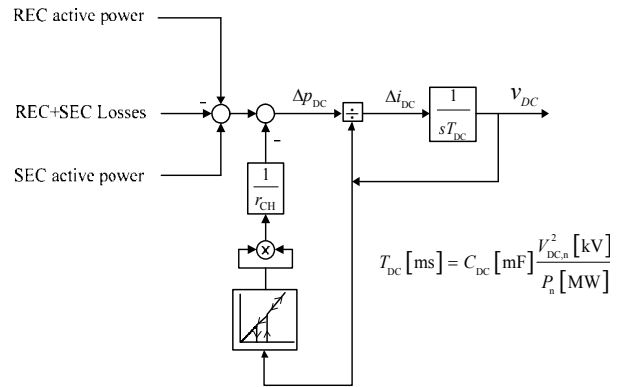 REC active power
REC+SEC Losses
SEC active power
-
-
Δp_DC
÷
Δi_DC
1
sT_DC
v_DC
1
r_CH
x
T_DC [ms] = C_DC [mF] V²_DC,n [kV] / P_n [MW]